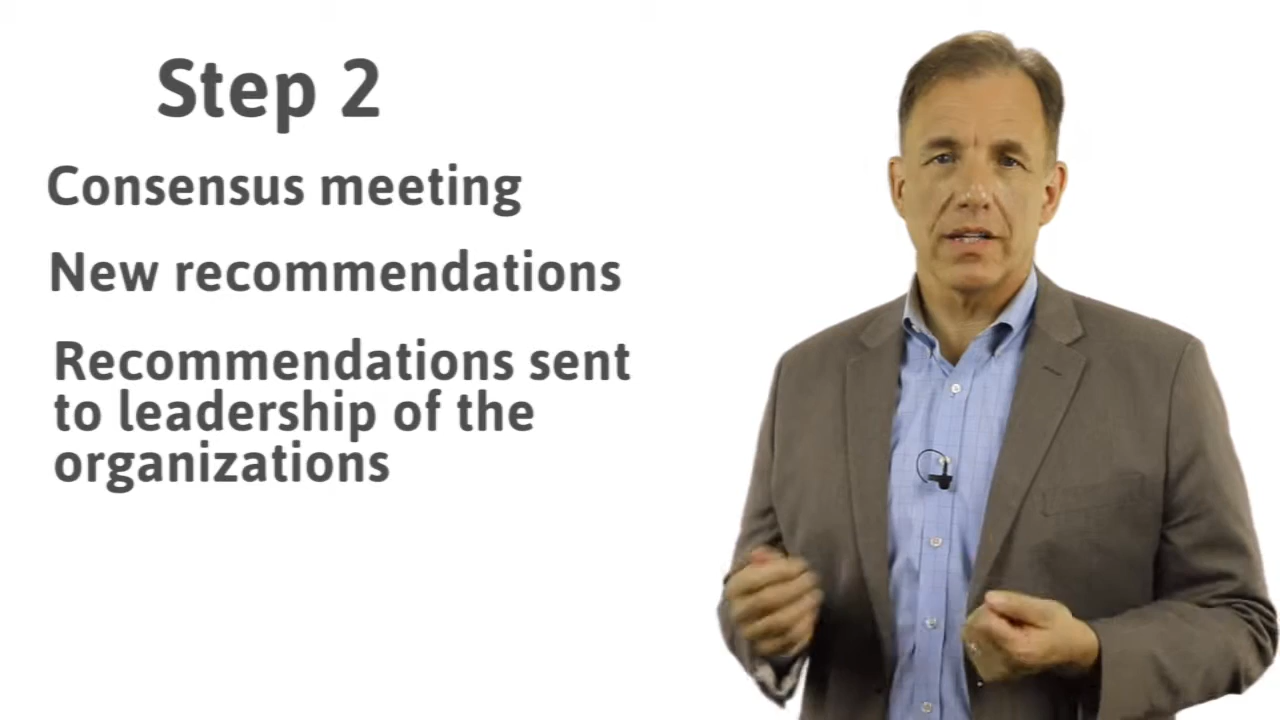 Step 2
Consensus meeting
New recommendations
Recommendations sent
to leadership of the
organizations